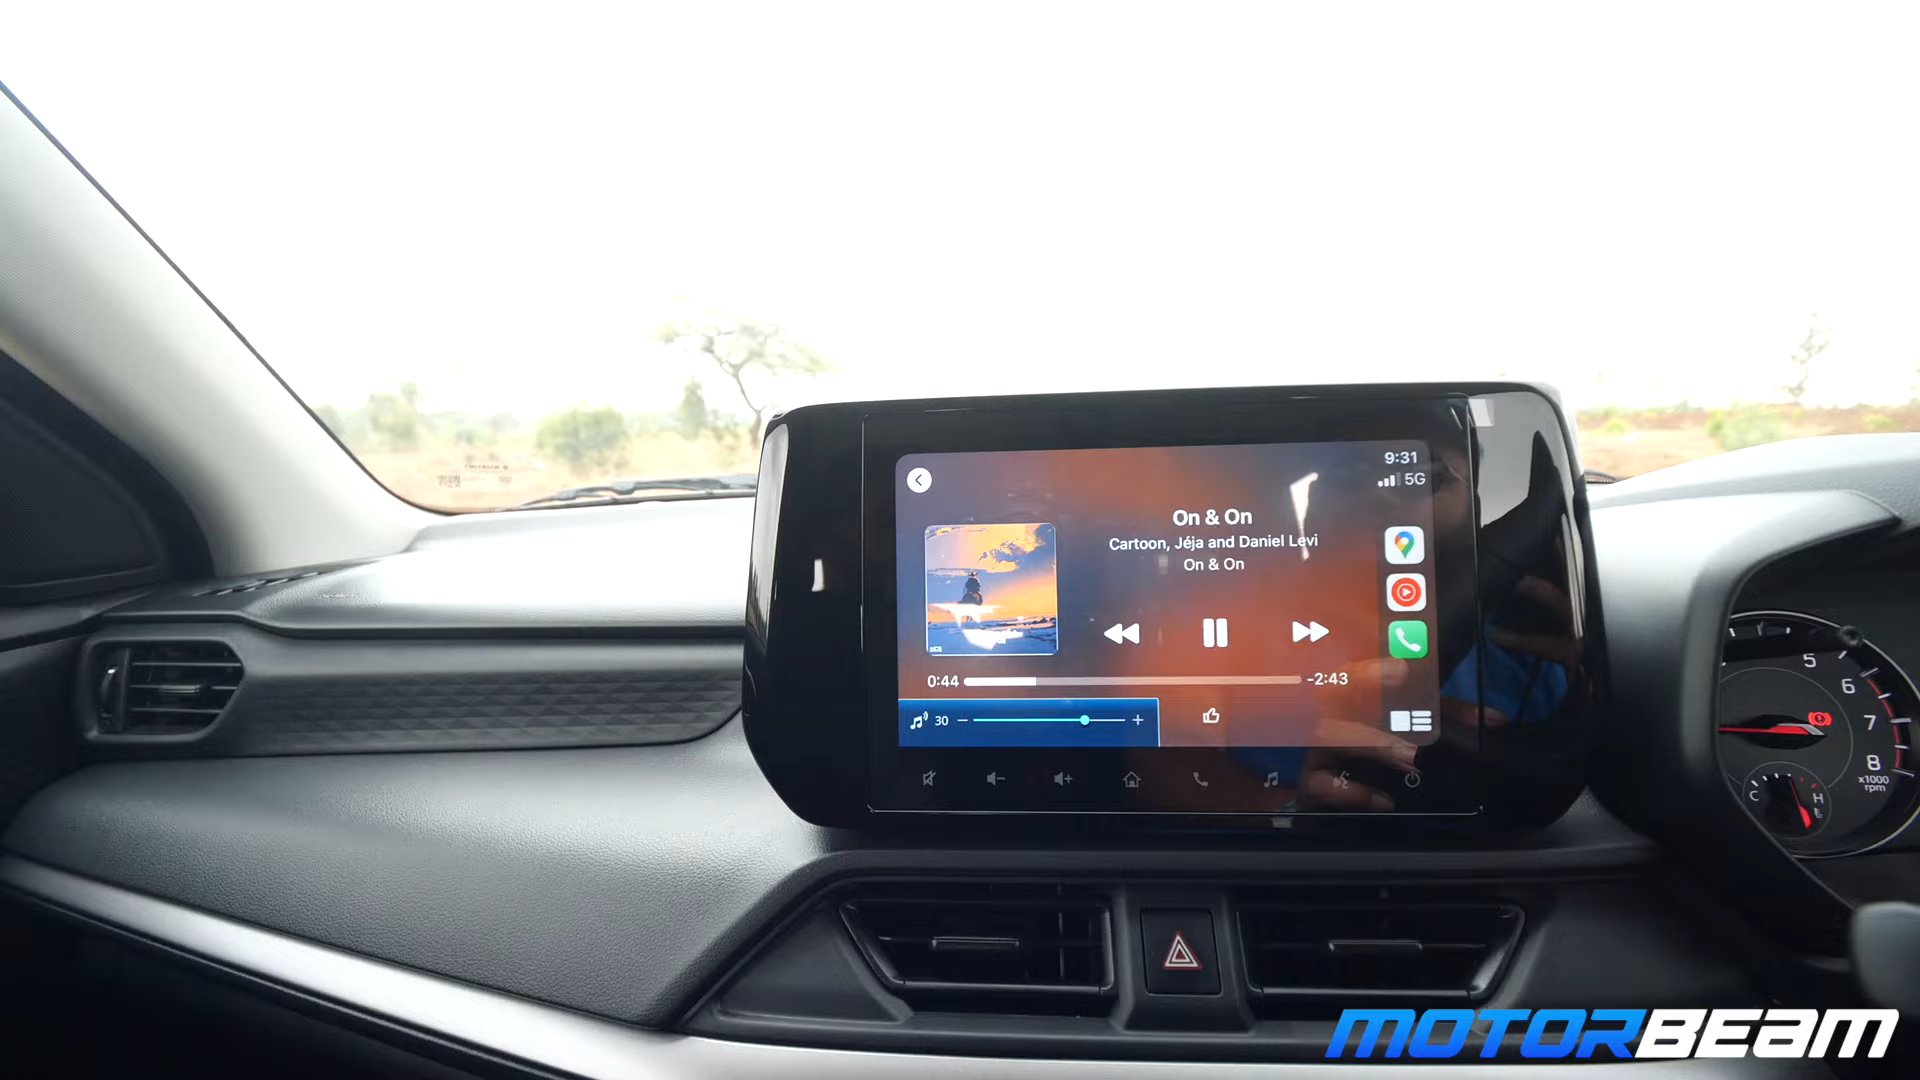 9:31
5G
On & On
Cartoon, Jéja and Daniel Levi
On & On
0:44
-2:43
30
5
6
7
8
x1000
rpm
C
H
MOTORBEAM